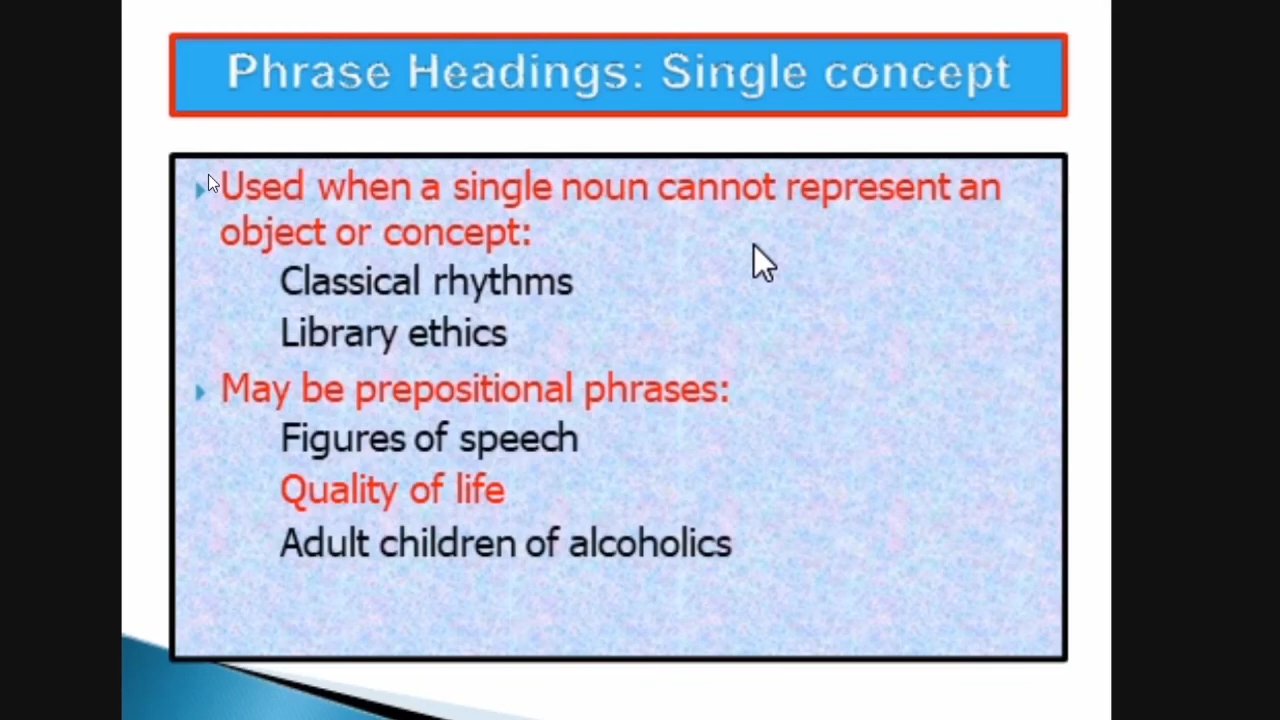 Phrase Headings: Single concept
Used when a single noun cannot represent an
object or concept:
Classical rhythms
Library ethics
May be prepositional phrases:
Figures of speech
Quality of life
Adult children of alcoholics